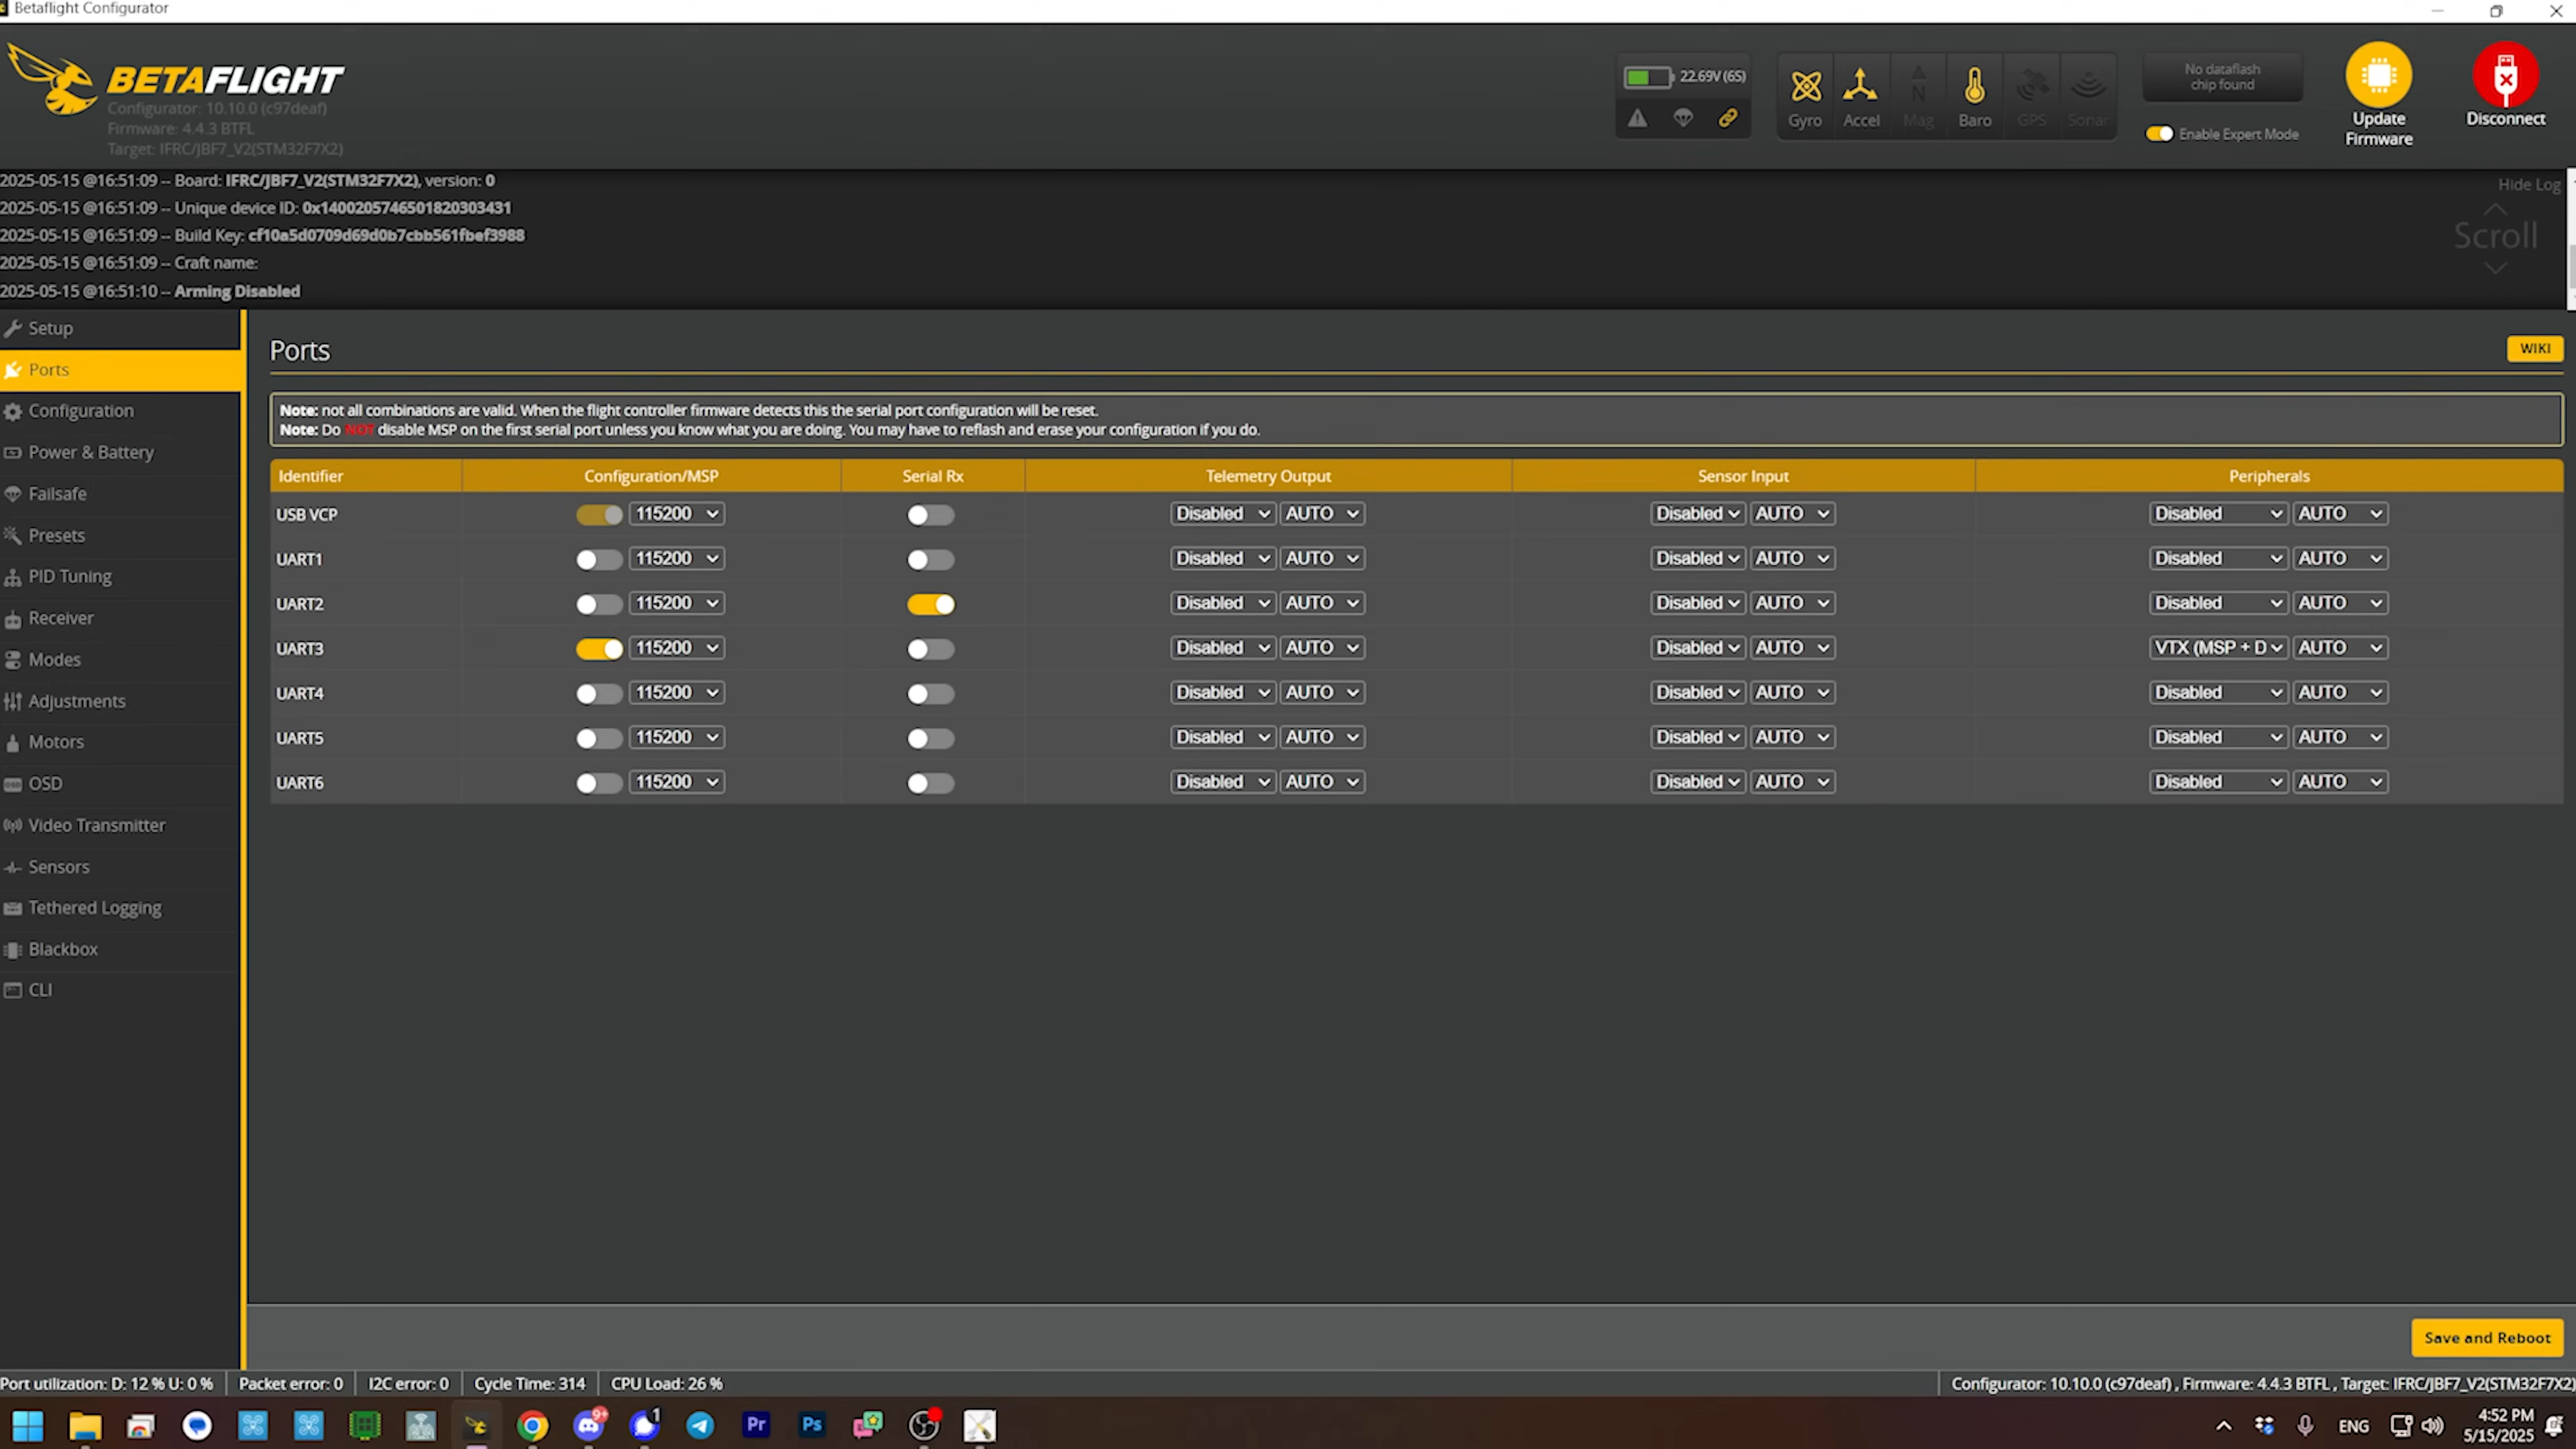 Betaflight Configurator
BETAFLIGHT
Configurator: 10.10.0 (c97deaf)
Firmware: 4.4.3 BTFL
Target: IFRC/JBF7_V2(STM32F7X2)
22.69V (6S)
Gyro Accel Mag Baro GPS Sonar
No dataflash
chip found
Enable Expert Mode
Update
Firmware
Disconnect
2025-05-15 @16:51:09 -- Board: IFRC/JBF7_V2(STM32F7X2), version: 0
2025-05-15 @16:51:09 -- Unique device ID: 0x1400205746501820303431
2025-05-15 @16:51:09 -- Build Key: cf10a5d0709d69d0b7cbb561fbef3988
2025-05-15 @16:51:09 -- Craft name:
2025-05-15 @16:51:10 -- Arming Disabled
Hide Log
Scroll
Setup
Ports
Configuration
Power & Battery
Failsafe
Presets
PID Tuning
Receiver
Modes
Adjustments
Motors
OSD
Video Transmitter
Sensors
Tethered Logging
Blackbox
CLI
Ports
WIKI
Note: not all combinations are valid. When the flight controller firmware detects this the serial port configuration will be reset.
Note: Do NOT disable MSP on the first serial port unless you know what you are doing. You may have to reflash and erase your configuration if you do.
Identifier Configuration/MSP Serial Rx Telemetry Output Sensor Input Peripherals
USB VCP 115200 Disabled AUTO Disabled AUTO Disabled AUTO
UART1 115200 Disabled AUTO Disabled AUTO Disabled AUTO
UART2 115200 Disabled AUTO Disabled AUTO Disabled AUTO
UART3 115200 Disabled AUTO Disabled AUTO VTX (MSP + D AUTO
UART4 115200 Disabled AUTO Disabled AUTO Disabled AUTO
UART5 115200 Disabled AUTO Disabled AUTO Disabled AUTO
UART6 115200 Disabled AUTO Disabled AUTO Disabled AUTO
Save and Reboot
Port utilization: D: 12 % U: 0 % Packet error: 0 I2C error: 0 Cycle Time: 314 CPU Load: 26 %
Configurator: 10.10.0 (c97deaf) , Firmware: 4.4.3 BTFL , Target: IFRC/JBF7_V2(STM32F7X2)
9+ 1 Pr Ps
ENG
4:52 PM
5/15/2025